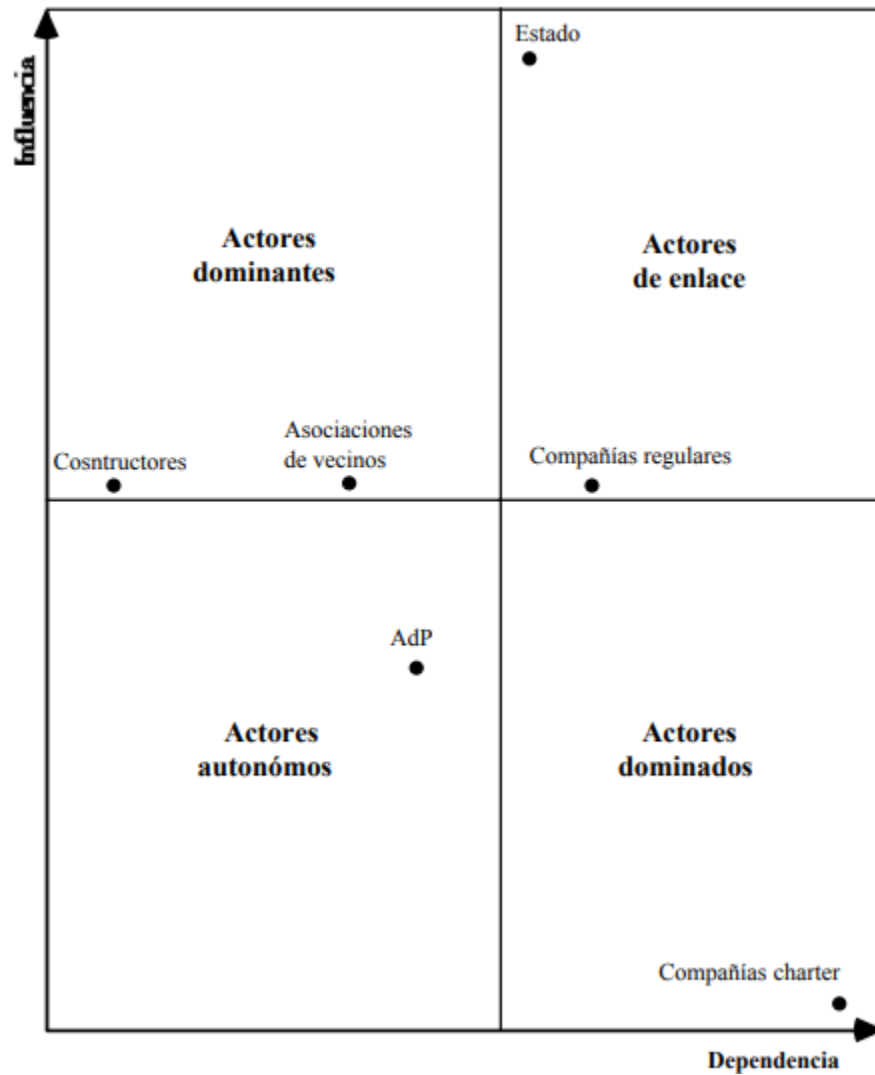 Influencia
Estado
Actores
dominantes
Actores
de enlace
Cosntructores
Asociaciones
de vecinos
Compañías regulares
AdP
Actores
autonómos
Actores
dominados
Compañías charter
Dependencia